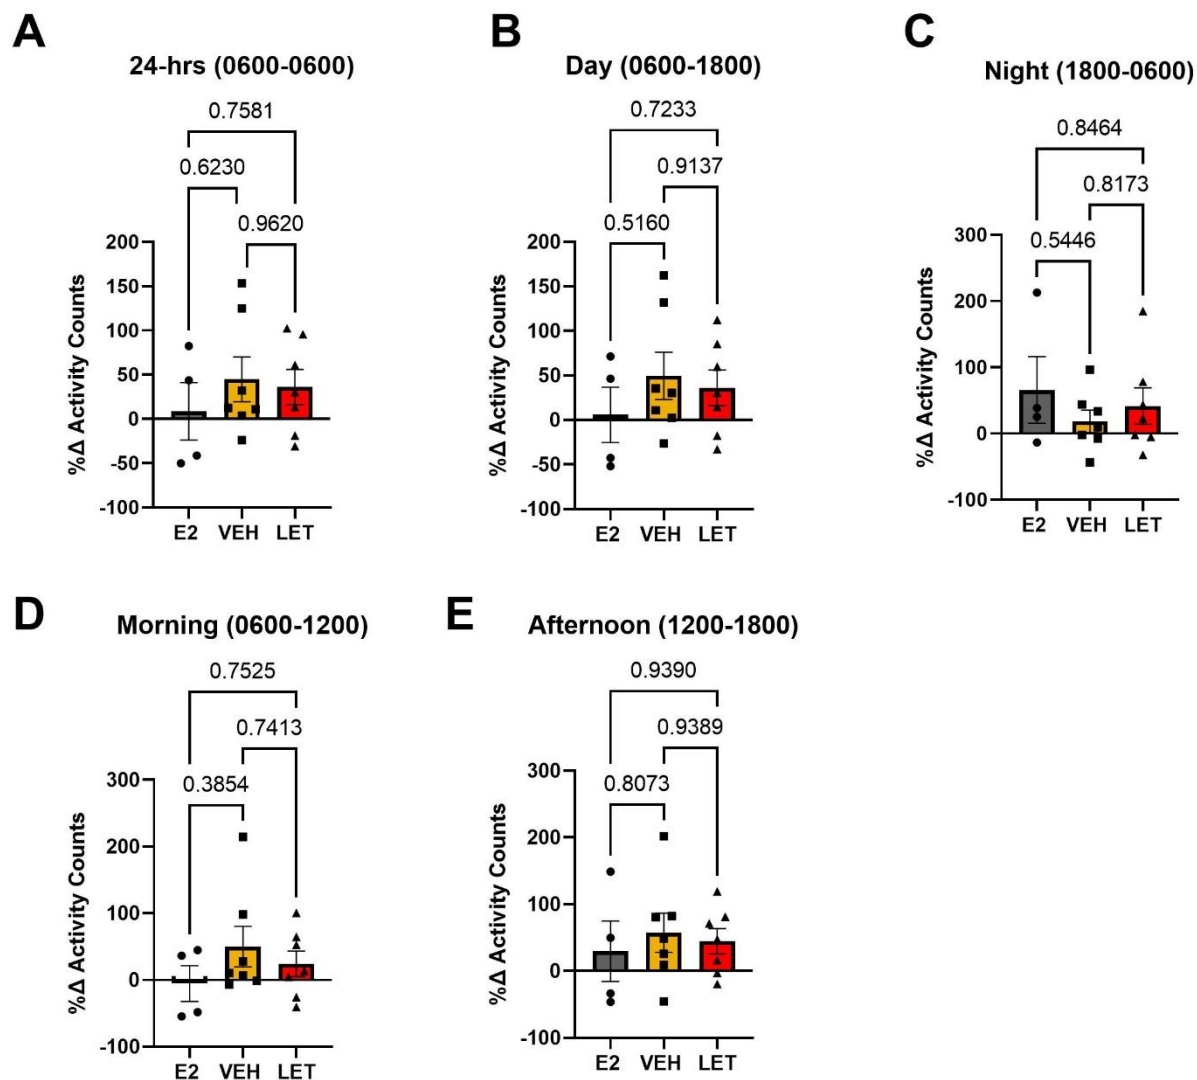 A
24-hrs (0600-0600)
0.7581
0.6230
0.9620
%Δ Activity Counts
200
150
100
50
0
-50
-100
E2 VEH LET
B
Day (0600-1800)
0.7233
0.9137
0.5160
%Δ Activity Counts
200
150
100
50
0
-50
-100
E2 VEH LET
C
Night (1800-0600)
0.8464
0.8173
0.5446
%Δ Activity Counts
300
200
100
0
-100
E2 VEH LET
D
Morning (0600-1200)
0.7525
0.7413
0.3854
%Δ Activity Counts
300
200
100
0
-100
E2 VEH LET
E
Afternoon (1200-1800)
0.9390
0.9389
0.8073
%Δ Activity Counts
300
200
100
0
-100
E2 VEH LET